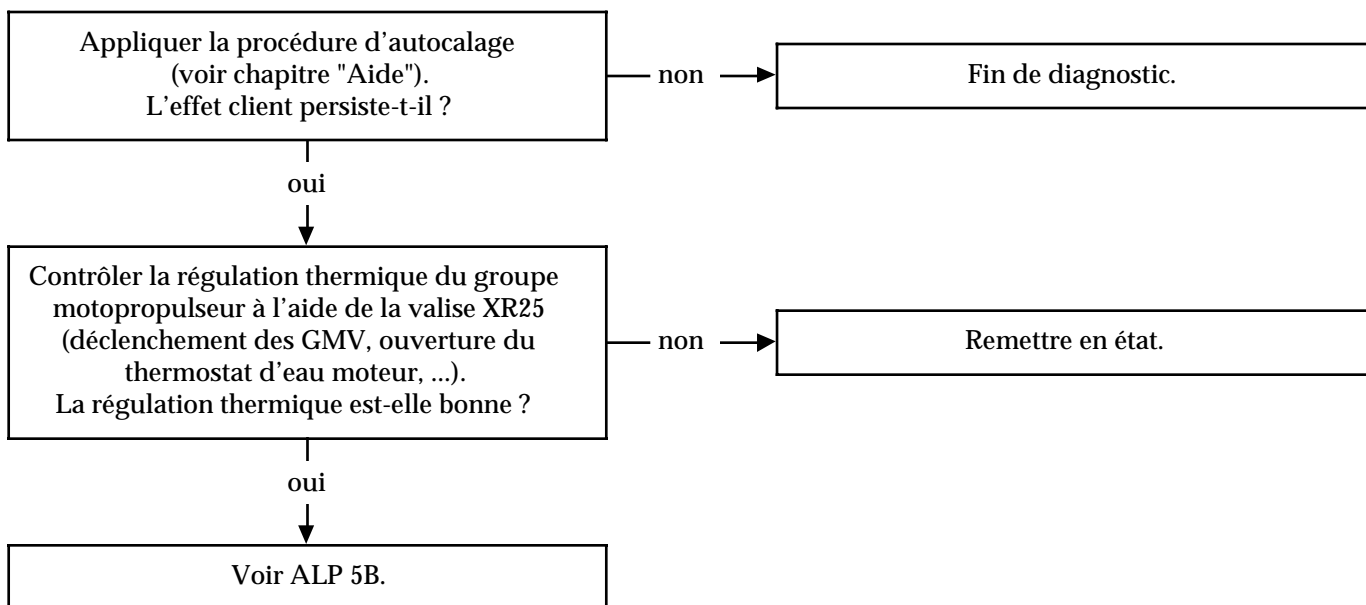 Appliquer la procédure d’autocalage
(voir chapitre "Aide").
L’effet client persiste-t-il ?
non
Fin de diagnostic.
oui
Contrôler la régulation thermique du groupe
motopropulseur à l’aide de la valise XR25
(déclenchement des GMV, ouverture du
thermostat d’eau moteur, ...).
La régulation thermique est-elle bonne ?
non
Remettre en état.
oui
Voir ALP 5B.